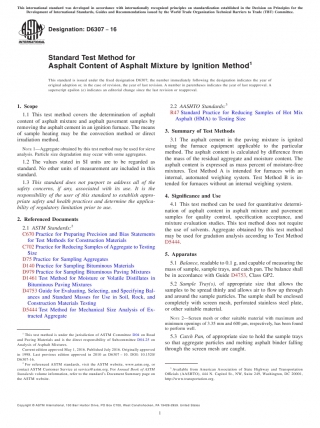 This international standard was developed in accordance with internationally recognized principles on standardization established in the Decision on Principles for the
Development of International Standards, Guides and Recommendations issued by the World Trade Organization Technical Barriers to Trade (TBT) Committee.
Designation: D6307 − 16
INTERNATIONAL
Standard Test Method for
Asphalt Content of Asphalt Mixture by Ignition Method1
This standard is issued under the fixed designation D6307; the number immediately following the designation indicates the year of
original adoption or, in the case of revision, the year of last revision. A number in parentheses indicates the year of last reapproval. A
superscript epsilon (ε) indicates an editorial change since the last revision or reapproval.
1. Scope
1.1 This test method covers the determination of asphalt
content of asphalt mixture and asphalt pavement samples by
removing the asphalt cement in an ignition furnace. The means
of sample heating may be the convection method or direct
irradiation method.
NOTE 1—Aggregate obtained by this test method may be used for sieve
analysis. Particle size degradation may occur with some aggregates.
1.2 The values stated in SI units are to be regarded as
standard. No other units of measurement are included in this
standard.
1.3 This standard does not purport to address all of the
safety concerns, if any, associated with its use. It is the
responsibility of the user of this standard to establish appro-
priate safety and health practices and determine the applica-
bility of regulatory limitation prior to use.
2. Referenced Documents
2.1 ASTM Standards:2
C670 Practice for Preparing Precision and Bias Statements
for Test Methods for Construction Materials
C702 Practice for Reducing Samples of Aggregate to Testing
Size
D75 Practice for Sampling Aggregates
D140 Practice for Sampling Bituminous Materials
D979 Practice for Sampling Bituminous Paving Mixtures
D1461 Test Method for Moisture or Volatile Distillates in
Bituminous Paving Mixtures
D4753 Guide for Evaluating, Selecting, and Specifying Bal-
ances and Standard Masses for Use in Soil, Rock, and
Construction Materials Testing
D5444 Test Method for Mechanical Size Analysis of Ex-
tracted Aggregate
1 This test method is under the jurisdiction of ASTM Committee D04 on Road
and Paving Materials and is the direct responsibility of Subcommittee D04.25 on
Analysis of Asphalt Mixtures.
Current edition approved May 1, 2016. Published July 2016. Originally approved
in 1998. Last previous edition approved in 2010 as D6307 – 10. DOI: 10.1520/
D6307-16.
2 For referenced ASTM standards, visit the ASTM website, www.astm.org, or
contact ASTM Customer Service at service@astm.org. For Annual Book of ASTM
Standards volume information, refer to the standard's Document Summary page on
the ASTM website.
2.2 AASHTO Standards:3
R47 Standard Practice for Reducing Samples of Hot Mix
Asphalt (HMA) to Testing Size
3. Summary of Test Methods
3.1 The asphalt cement in the paving mixture is ignited
using the furnace equipment applicable to the particular
method. The asphalt content is calculated by difference from
the mass of the residual aggregate and moisture content. The
asphalt content is expressed as mass percent of moisture-free
mixtures. Test Method A is intended for furnaces with an
internal, automated weighing system. Test Method B is in-
tended for furnaces without an internal weighing system.
4. Significance and Use
4.1 This test method can be used for quantitative determi-
nation of asphalt content in asphalt mixture and pavement
samples for quality control, specification acceptance, and
mixture evaluation studies. This test method does not require
the use of solvents. Aggregate obtained by this test method
may be used for gradation analysis according to Test Method
D5444.
5. Apparatus
5.1 Balance, readable to 0.1 g, and capable of measuring the
mass of sample, sample trays, and catch pan. The balance shall
be in accordance with Guide D4753, Class GP2.
5.2 Sample Tray(s), of appropriate size that allows the
samples to be spread thinly and allows air to flow up through
and around the sample particles. The sample shall be enclosed
completely with screen mesh, perforated stainless steel plate,
or other suitable material.
NOTE 2—Screen mesh or other suitable material with maximum and
minimum openings of 3.35 mm and 600 µm, respectively, has been found
to perform well.
5.3 Catch Pan, of appropriate size to hold the sample trays
so that aggregate particles and melting asphalt binder falling
through the screen mesh are caught.
3 Available from American Association of State Highway and Transportation
Officials (AASHTO), 444 N. Capitol St., NW, Suite 249, Washington, DC 20001,
http://www.transportation.org
Copyright © ASTM International, 100 Barr Harbor Drive, PO Box C700, West Conshohocken, PA 19428-2959. United States
1